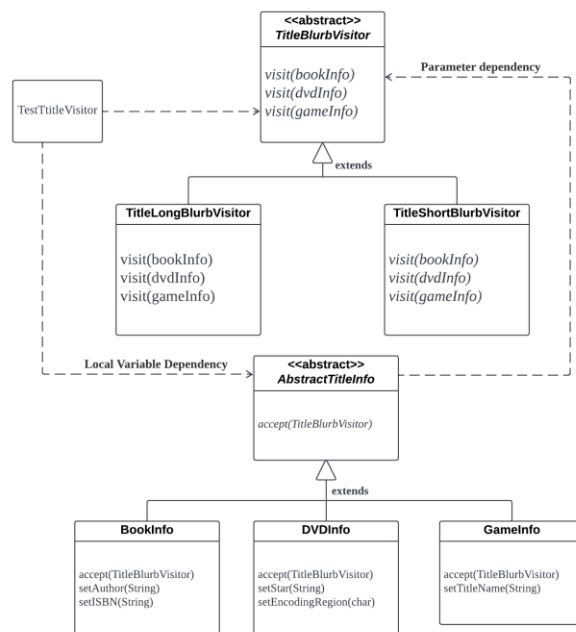 <<abstract>>
TitleBlurbVisitor
visit(bookInfo)
visit(dvdInfo)
visit(gameInfo)
Parameter dependency
TestTtitleVisitor
extends
TitleLongBlurbVisitor
visit(bookInfo)
visit(dvdInfo)
visit(gameInfo)
TitleShortBlurbVisitor
visit(bookInfo)
visit(dvdInfo)
visit(gameInfo)
Local Variable Dependency
<<abstract>>
AbstractTitleInfo
accept(TitleBlurbVisitor)
extends
BookInfo
accept(TitleBlurbVisitor)
setAuthor(String)
setISBN(String)
DVDInfo
accept(TitleBlurbVisitor)
setStar(String)
setEncodingRegion(char)
GameInfo
accept(TitleBlurbVisitor)
setTitleName(String)